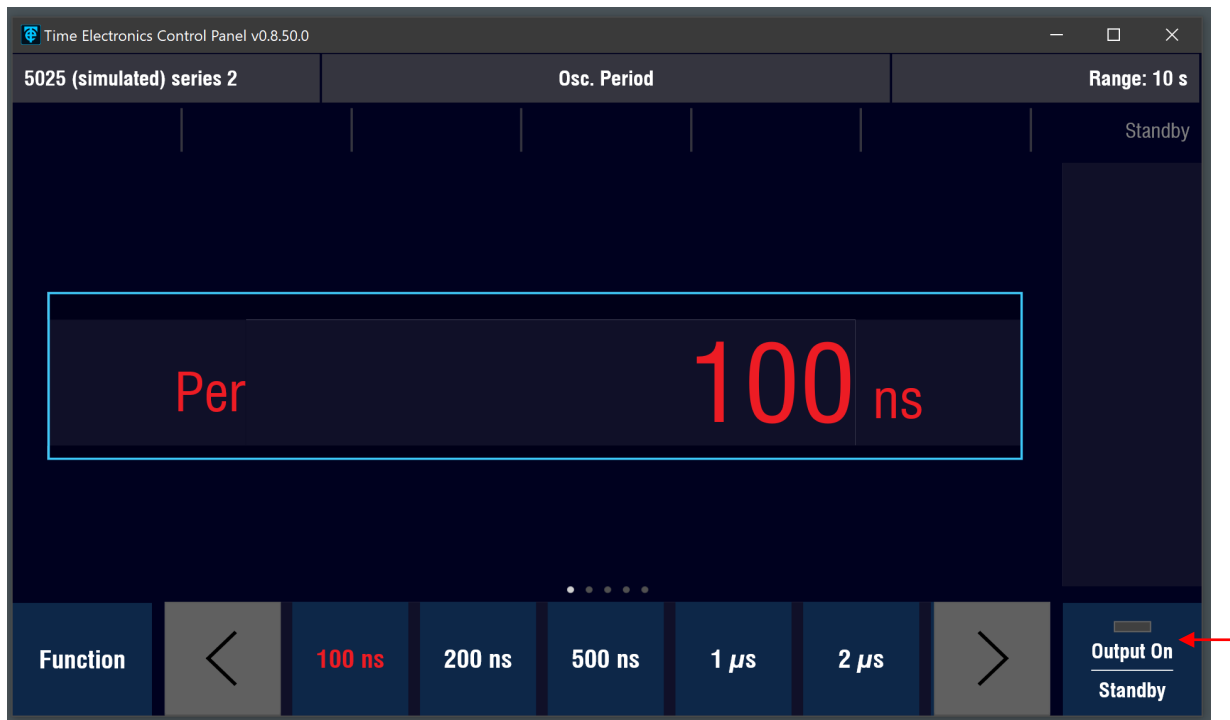 Time Electronics Control Panel v0.8.50.0
5025 (simulated) series 2 Osc. Period Range: 10 s
Standby
Per 100 ns
Function 100 ns 200 ns 500 ns 1 µs 2 µs Output On
Standby